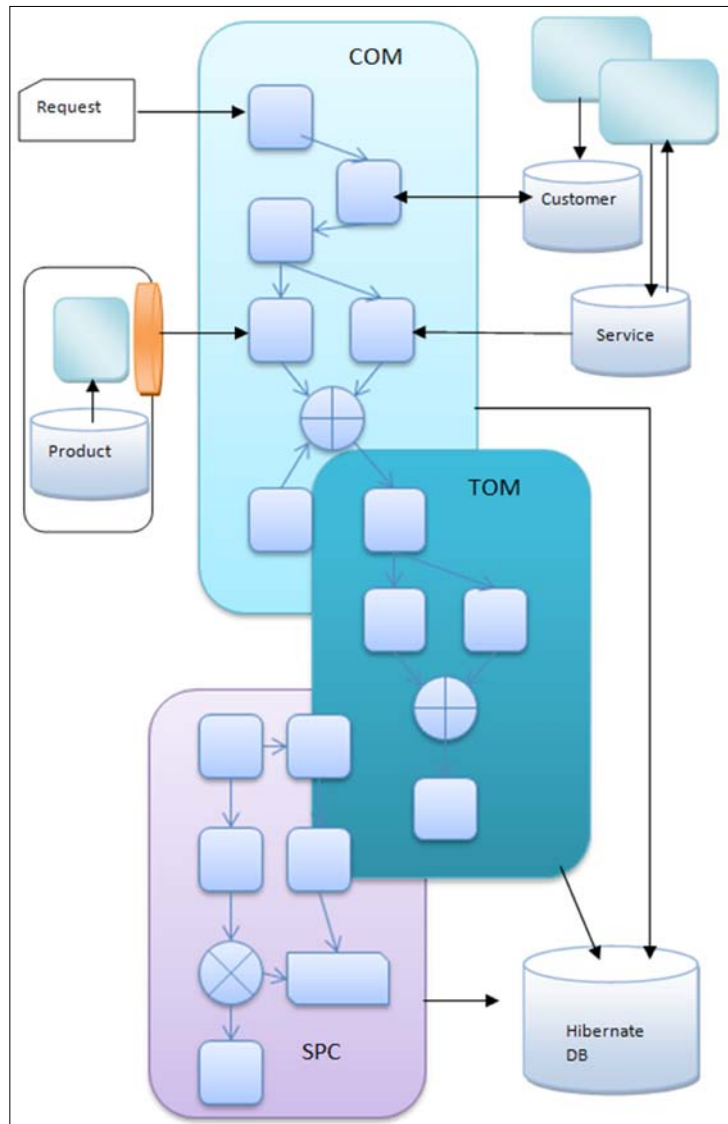 COM
Request
Customer
Service
Product
TOM
SPC
Hibernate
DB